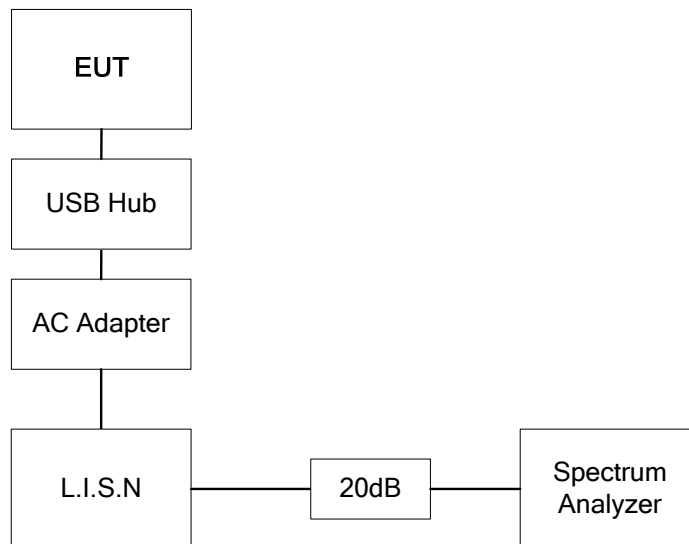 EUT
USB Hub
AC Adapter
L.I.S.N
20dB
Spectrum
Analyzer